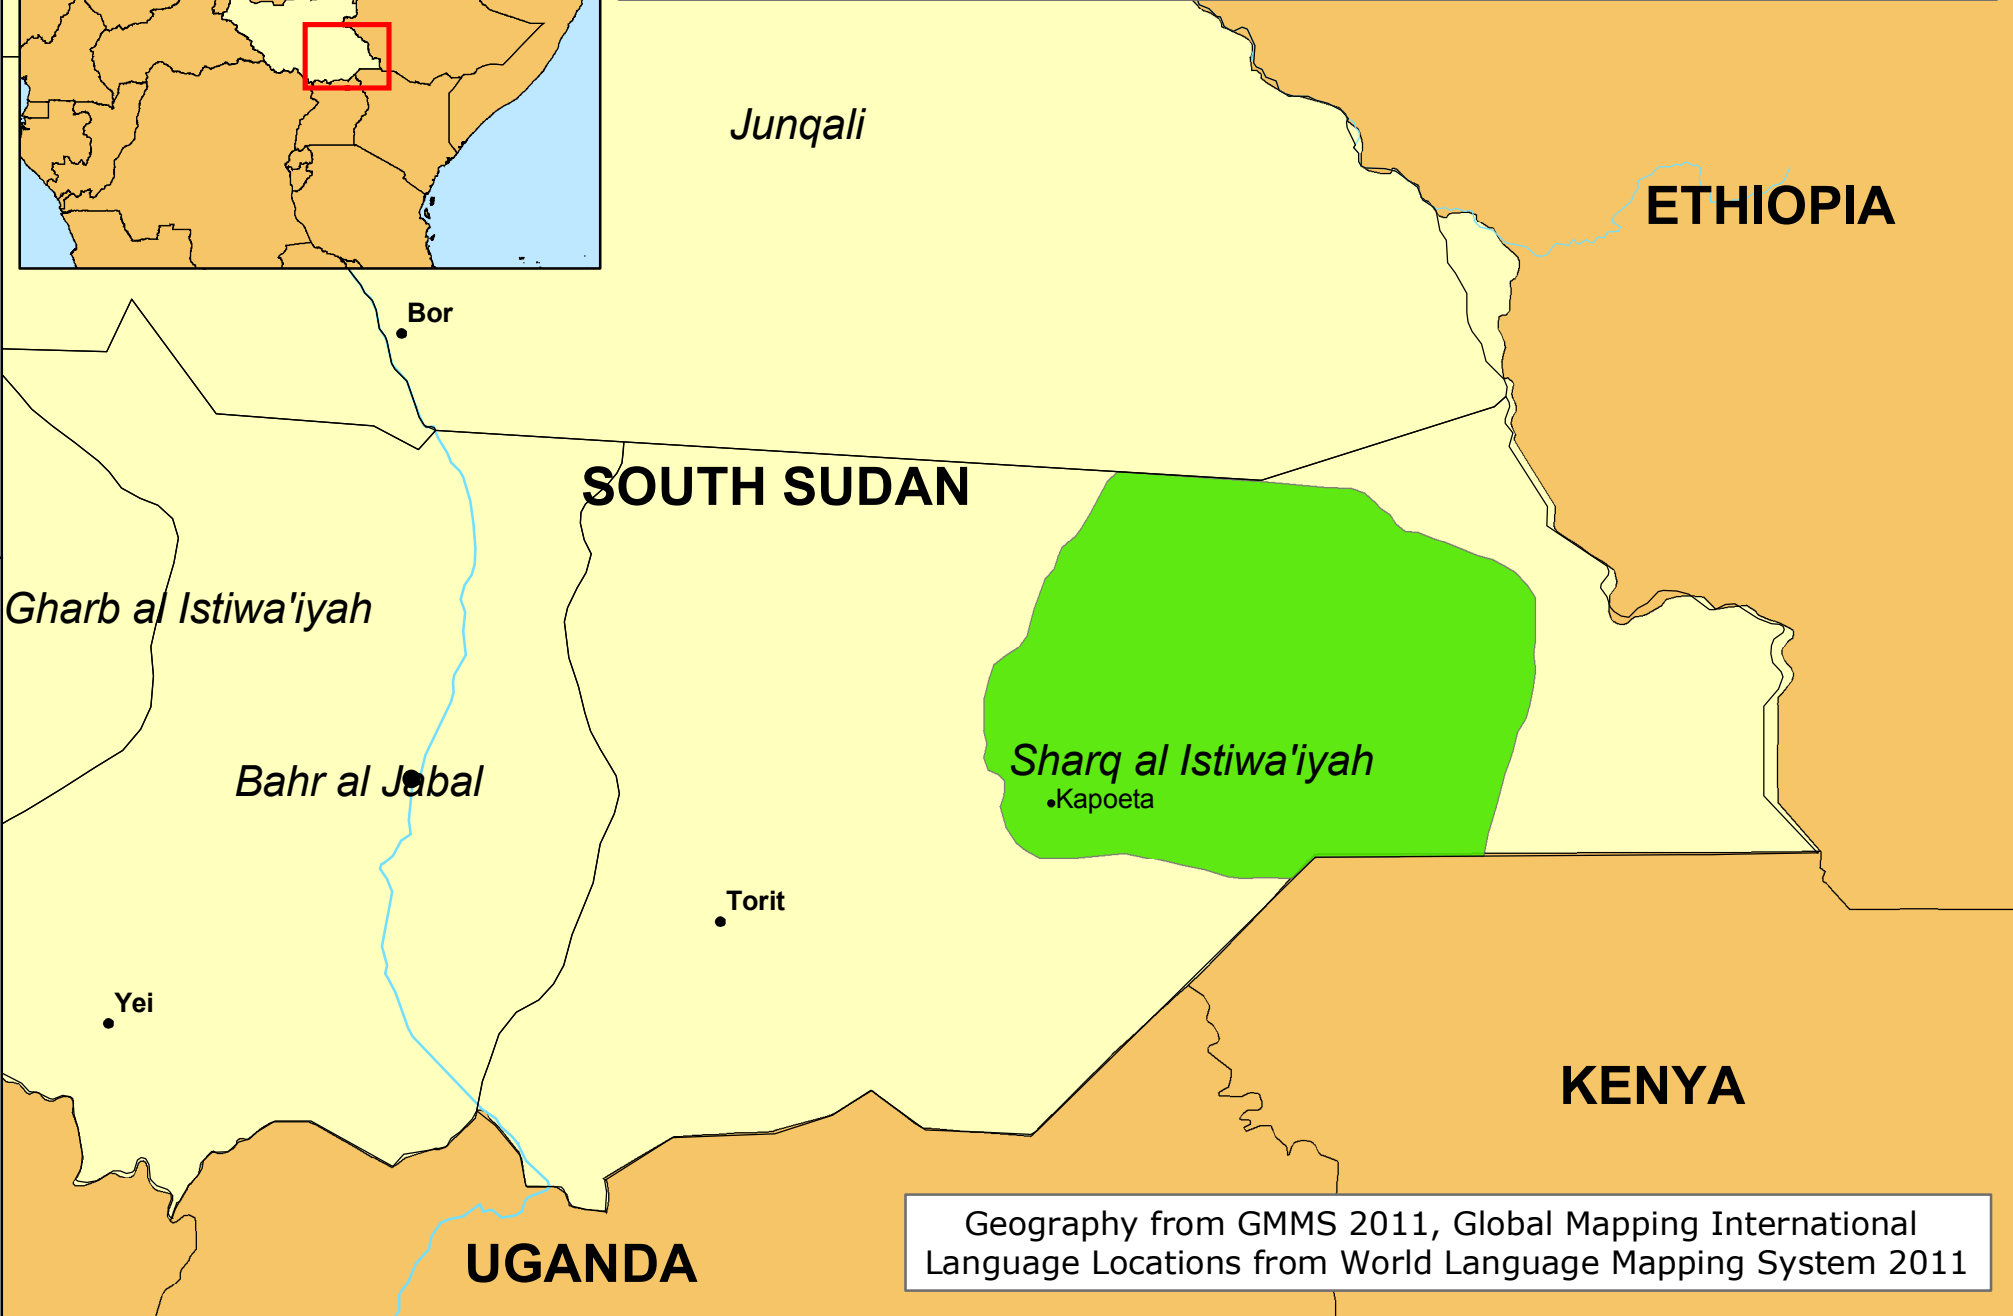 Junqali
ETHIOPIA
Bor
SOUTH SUDAN
Gharb al Istiwa'iyah
Bahr al Jabal
Sharq al Istiwa'iyah
Kapoeta
Torit
Yei
KENYA
UGANDA
Geography from GMMS 2011, Global Mapping International
Language Locations from World Language Mapping System 2011